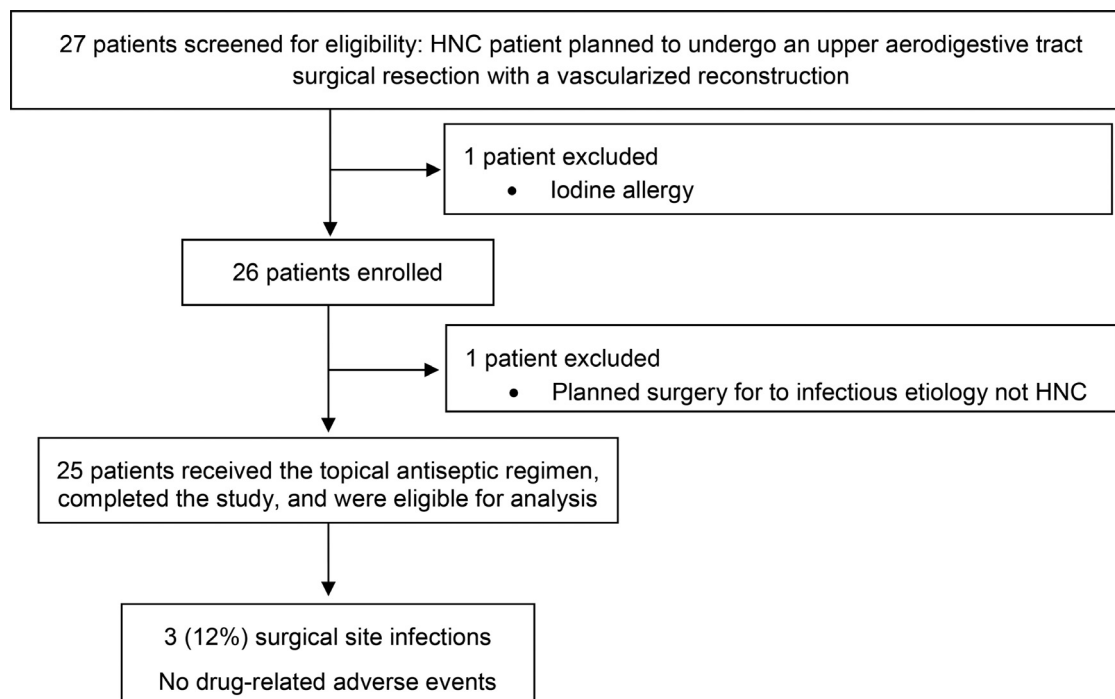 27 patients screened for eligibility: HNC patient planned to undergo an upper aerodigestive tract
surgical resection with a vascularized reconstruction
1 patient excluded
• Iodine allergy
26 patients enrolled
1 patient excluded
• Planned surgery for to infectious etiology not HNC
25 patients received the topical antiseptic regimen,
completed the study, and were eligible for analysis
3 (12%) surgical site infections
No drug-related adverse events